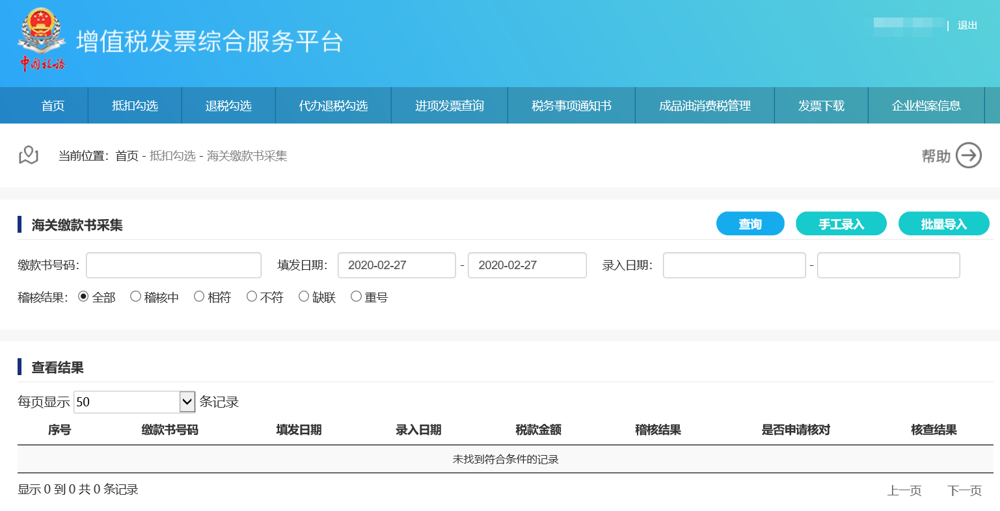 中国税务
增值税发票综合服务平台
| 退出
首页 抵扣勾选 退税勾选 代办退税勾选 进项发票查询 税务事项通知书 成品油消费税管理 发票下载 企业档案信息
当前位置：首页 - 抵扣勾选 - 海关缴款书采集
帮助
海关缴款书采集
查询 手工录入 批量导入
缴款书号码： 填发日期： 2020-02-27 - 2020-02-27 录入日期： -
稽核结果： 全部 稽核中 相符 不符 缺联 重号
查看结果
每页显示 50 条记录
序号 缴款书号码 填发日期 录入日期 税款金额 稽核结果 是否申请核对 核查结果
未找到符合条件的记录
显示 0 到 0 共 0 条记录
上一页 下一页